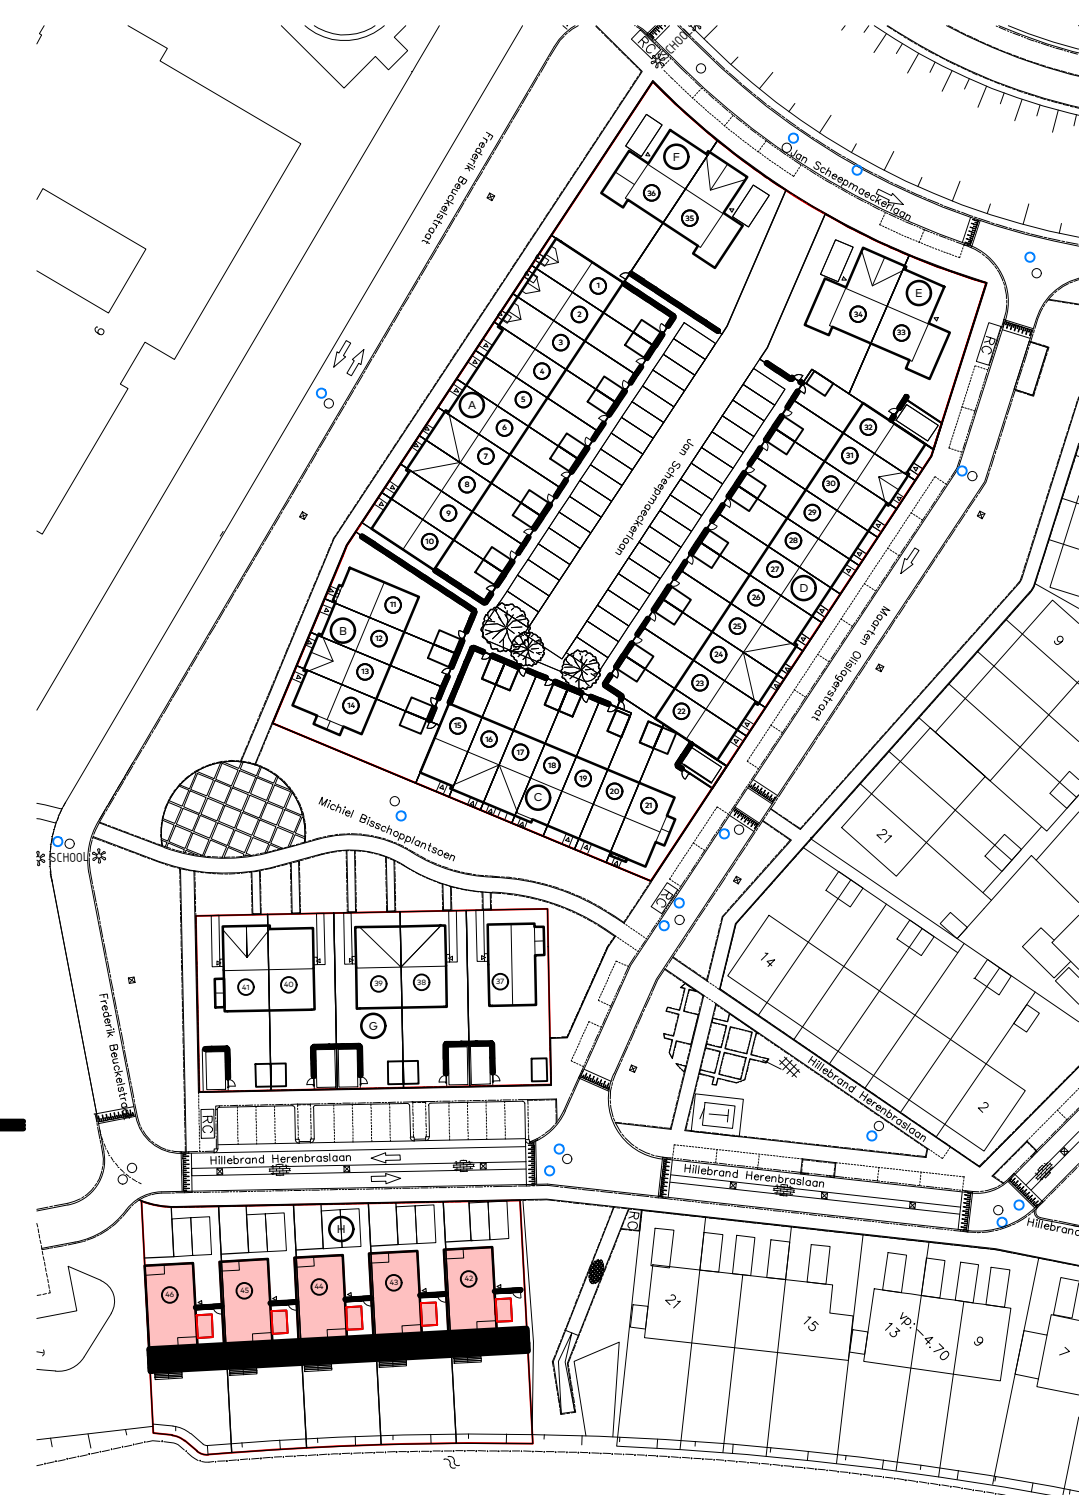 RC
SCHOOL
Jan Scheepmaeckerlaan
Frederik Beuckelstraat
F
36
35
E
34
33
RC
9
1
2
3
4
A
5
6
7
8
9
10
32
31
30
29
28
27
D
26
25
24
23
22
Jan Scheepmaeckerlaan
Maarten Olislagerstraat
11
B
12
13
14
15
16
17
18
19
20
21
C
9
21
14
2
Michiel Bisschopplantsoen
SCHOOL
RC
41
40
39
38
37
G
Frederik Beuckelstraat
Hillebrand Herenbraslaan
RC
Hillebrand Herenbraslaan
Hillebrand Herenbraslaan
Hillebrand
RC
H
46
45
44
43
42
21
15
13
vp: -4.70
9
7